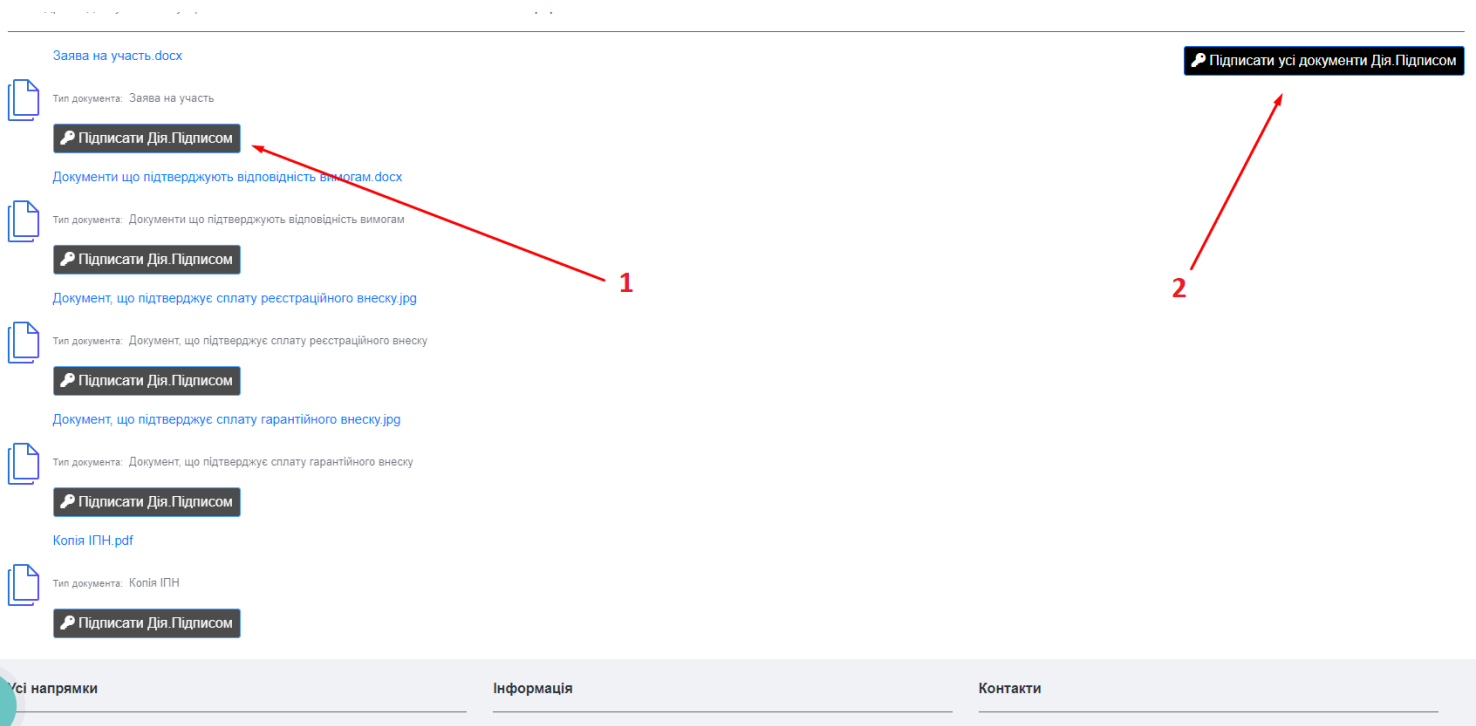 Заява на участь.docx
Підписати усі документи Дія.Підписом
Тип документа: Заява на участь
Підписати Дія.Підписом
Документи що підтверджують відповідність вимогам.docx
Тип документа: Документи що підтверджують відповідність вимогам
Підписати Дія.Підписом
1
2
Документ, що підтверджує сплату реєстраційного внеску.jpg
Тип документа: Документ, що підтверджує сплату реєстраційного внеску
Підписати Дія.Підписом
Документ, що підтверджує сплату гарантійного внеску.jpg
Тип документа: Документ, що підтверджує сплату гарантійного внеску
Підписати Дія.Підписом
Копія ІПН.pdf
Тип документа: Копія ІПН
Підписати Дія.Підписом
Усі напрямки
Інформація
Контакти